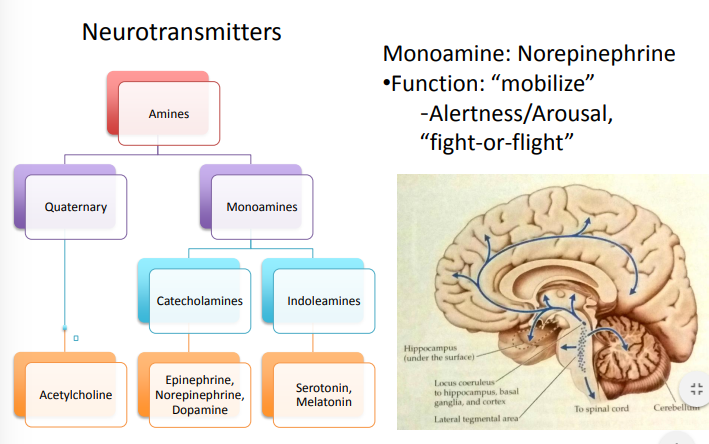 Neurotransmitters
Amines
Quaternary
Monoamines
Catecholamines
Indoleamines
Acetylcholine
Epinephrine,
Norepinephrine,
Dopamine
Serotonin,
Melatonin
Monoamine: Norepinephrine
•Function: “mobilize”
-Alertness/Arousal,
“fight-or-flight”
Hippocampus
(under the surface)
Locus coeruleus
to hippocampus, basal
ganglia, and cortex
Lateral tegmental area
To spinal cord
Cerebellum